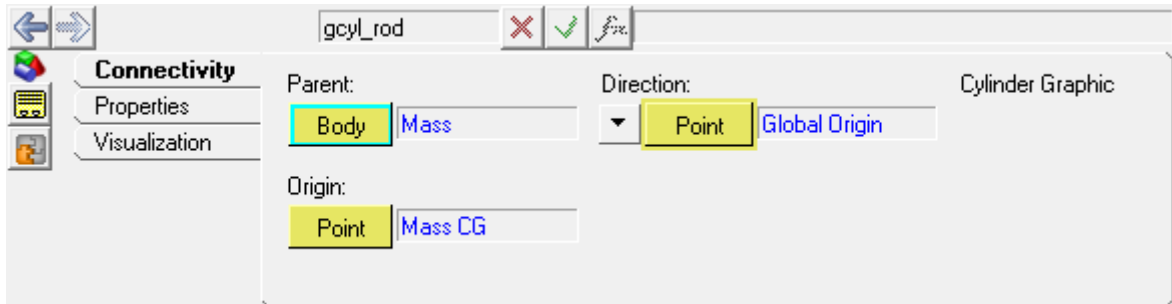 gcyl_rod
Connectivity
Properties
Visualization
Parent:
Body Mass
Direction:
Point Global Origin
Cylinder Graphic
Origin:
Point Mass CG